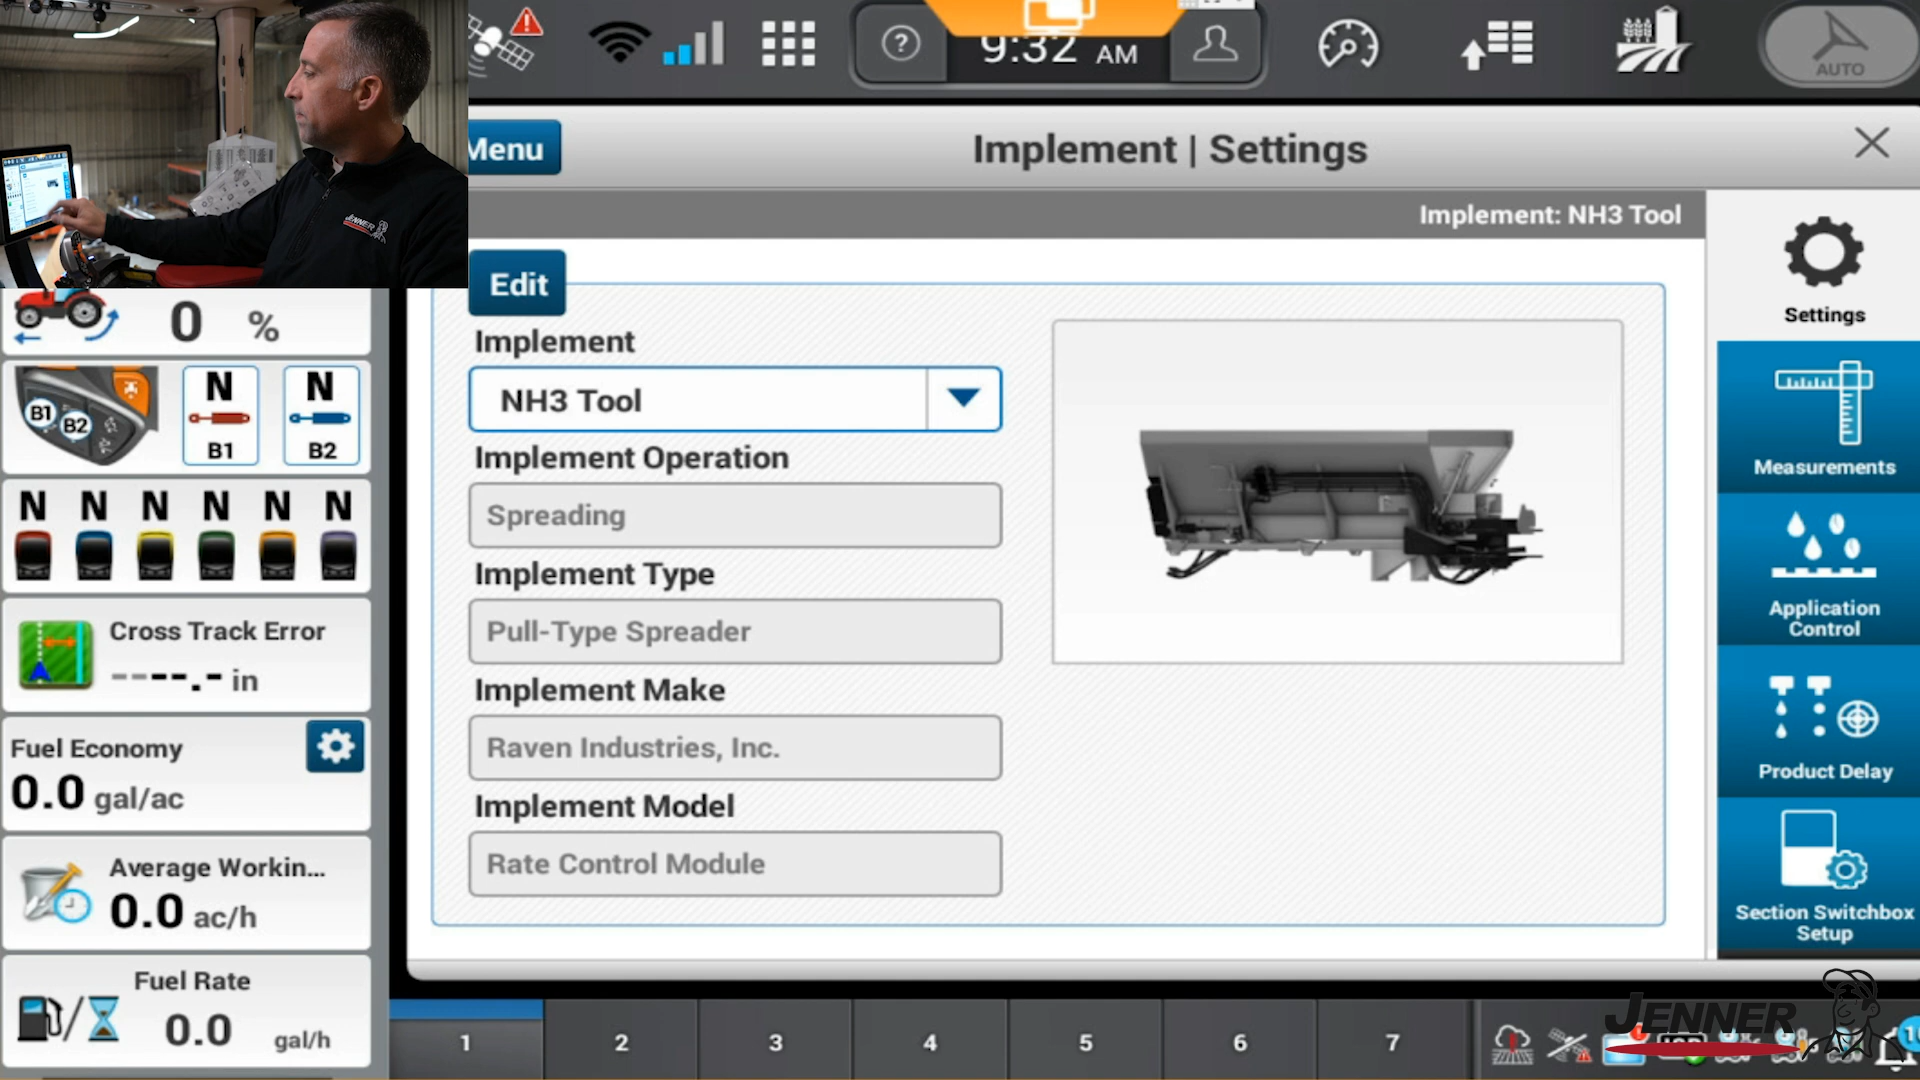 9:32 AM
AUTO
Menu
Implement | Settings
Implement: NH3 Tool
Edit
Settings
Implement
NH3 Tool
Implement Operation
Spreading
Implement Type
Pull-Type Spreader
Implement Make
Raven Industries, Inc.
Implement Model
Rate Control Module
Measurements
Application
Control
Product Delay
Section Switchbox
Setup
0 %
B1
B2
N
B1
N
B2
N N N N N N
Cross Track Error
----.- in
Fuel Economy
0.0 gal/ac
Average Workin...
0.0 ac/h
Fuel Rate
0.0 gal/h
1 2 3 4 5 6 7
JENNER
JENNER